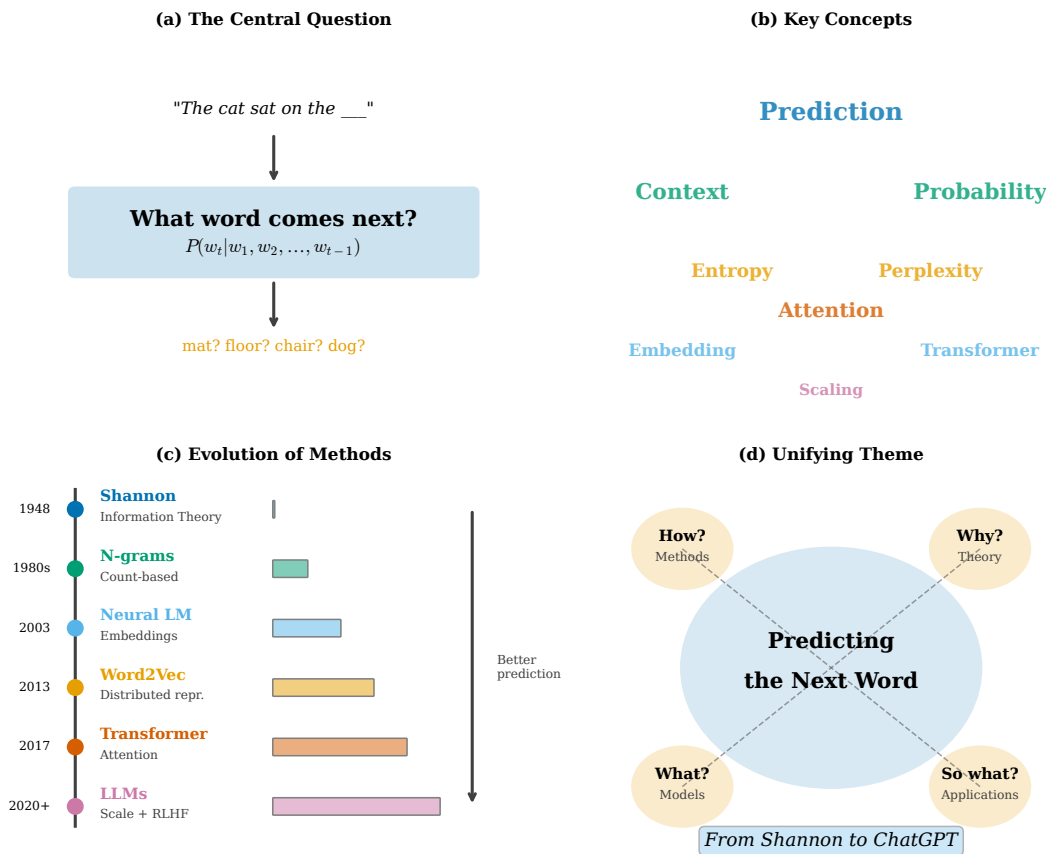 (a) The Central Question
"The cat sat on the ___"
What word comes next?
P(w_t|w_1, w_2, ..., w_{t-1})
mat? floor? chair? dog?
(b) Key Concepts
Prediction
Context
Probability
Entropy
Perplexity
Attention
Embedding
Transformer
Scaling
(c) Evolution of Methods
1948
Shannon
Information Theory
1980s
N-grams
Count-based
2003
Neural LM
Embeddings
2013
Word2Vec
Distributed repr.
2017
Transformer
Attention
2020+
LLMs
Scale + RLHF
Better
prediction
(d) Unifying Theme
How?
Methods
Why?
Theory
Predicting
the Next Word
What?
Models
So what?
Applications
From Shannon to ChatGPT